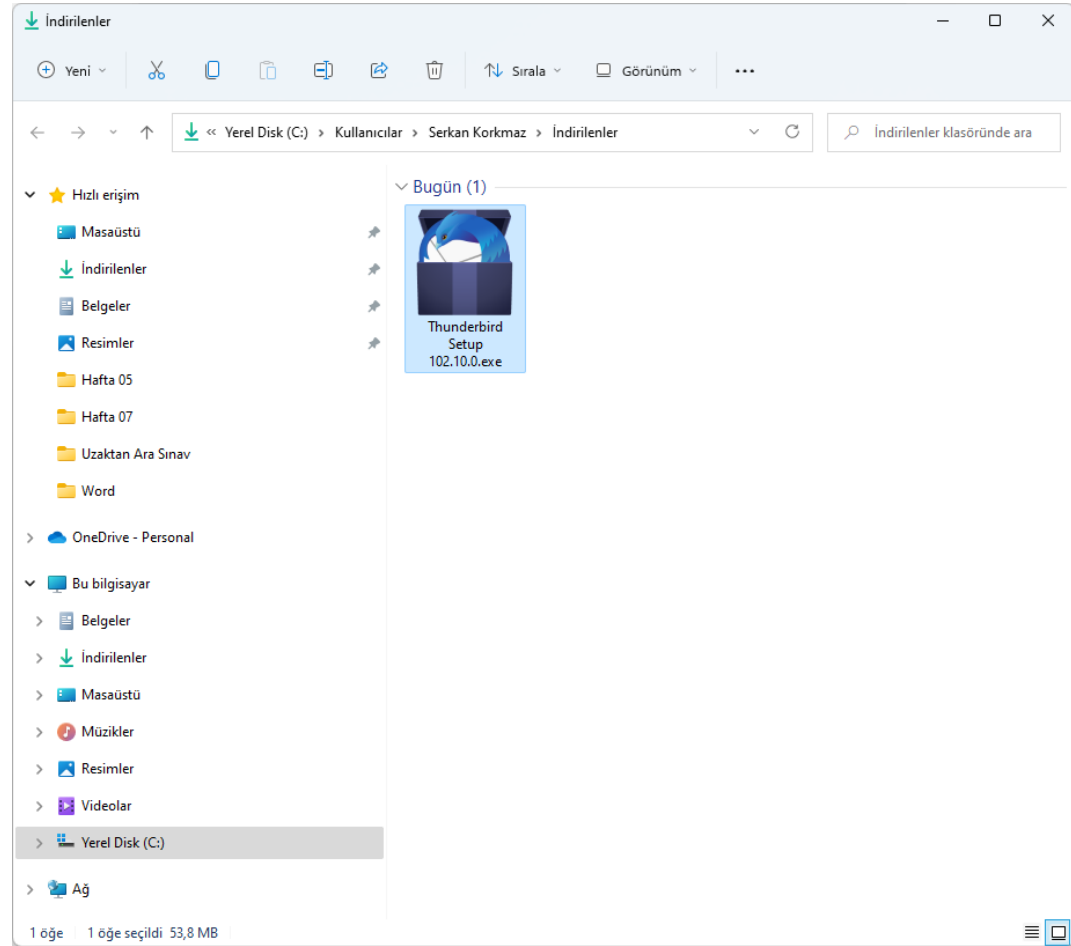 İndirilenler
Yeni
Sırala
Görünüm
« Yerel Disk (C:) > Kullanıcılar > Serkan Korkmaz > İndirilenler
İndirilenler klasöründe ara
Hızlı erişim
Masaüstü
İndirilenler
Belgeler
Resimler
Hafta 05
Hafta 07
Uzaktan Ara Sınav
Word
OneDrive - Personal
Bu bilgisayar
Belgeler
İndirilenler
Masaüstü
Müzikler
Resimler
Videolar
Yerel Disk (C:)
Ağ
Bugün (1)
Thunderbird
Setup
102.10.0.exe
1 öğe
1 öğe seçildi 53,8 MB